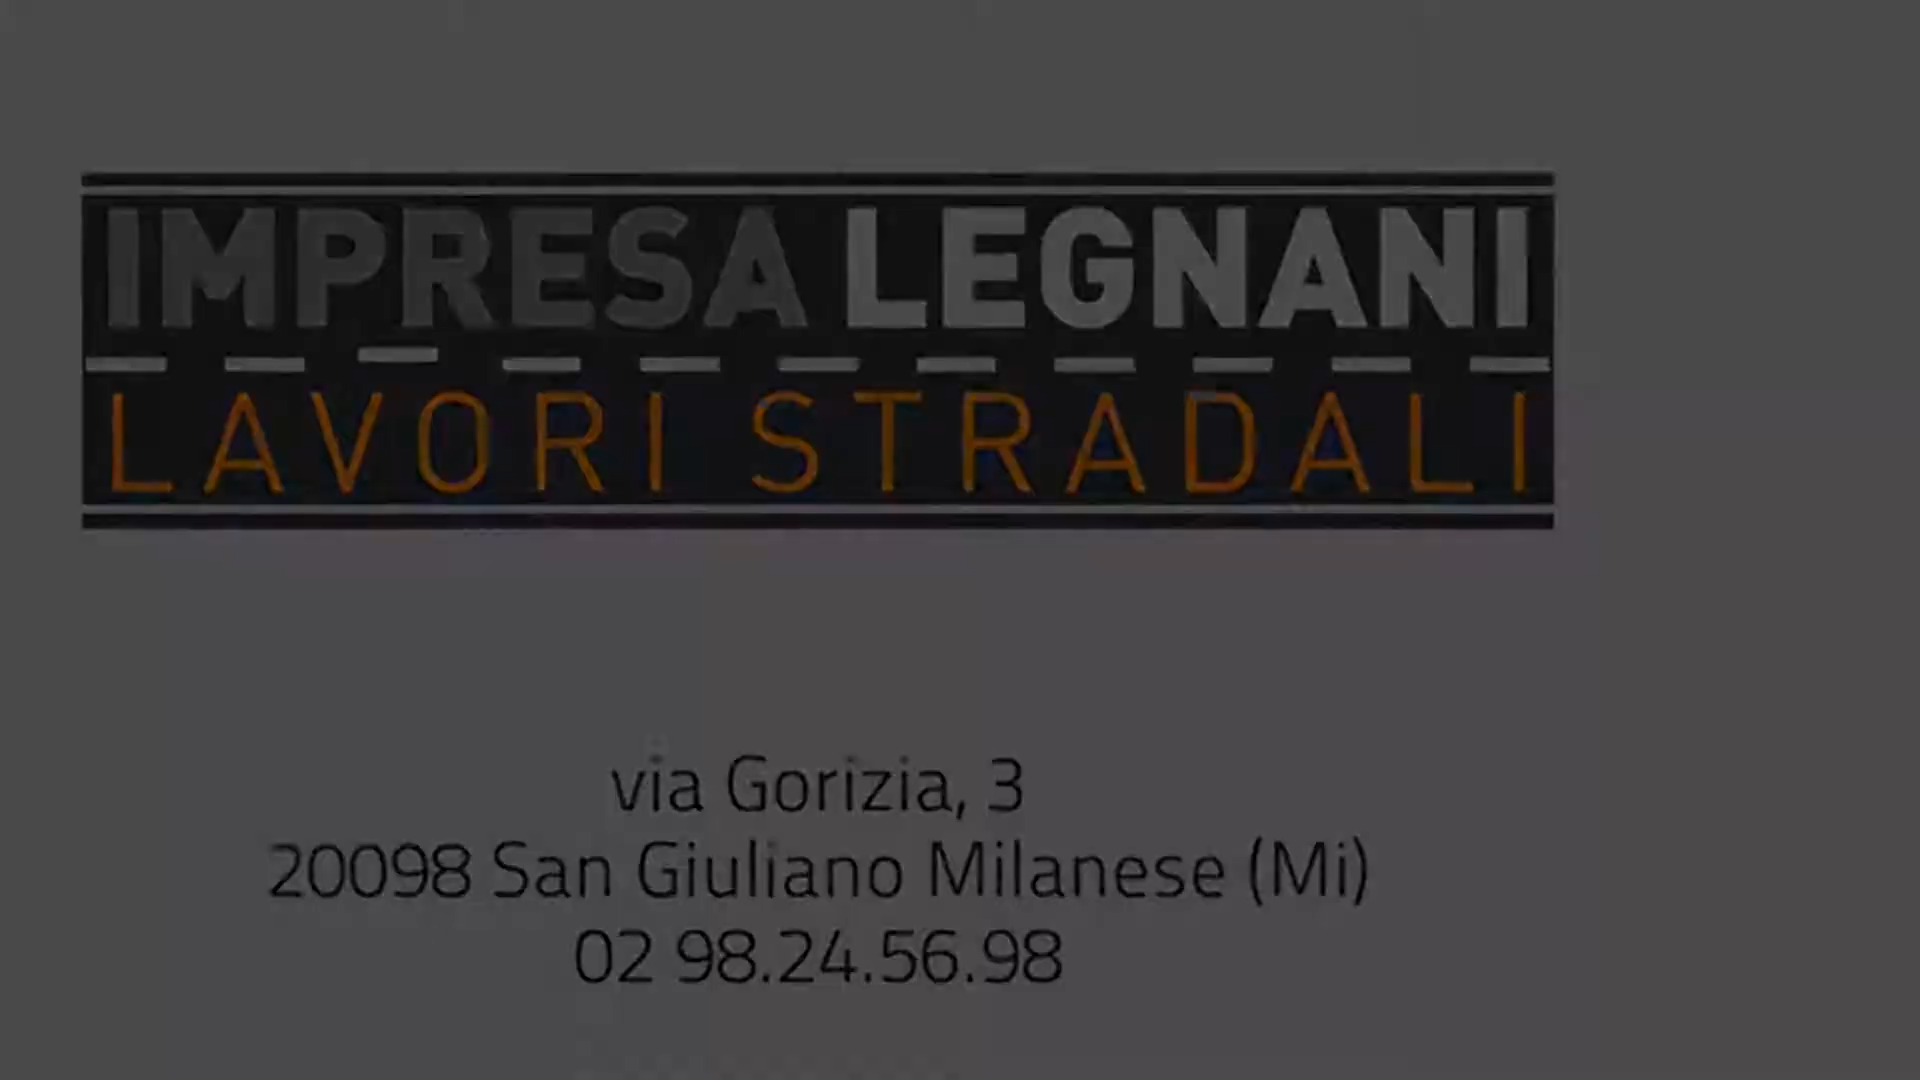 IMPRESA LEGNANI
LAVORI STRADALI
via Gorizia, 3
20098 San Giuliano Milanese (Mi)
02 98.24.56.98